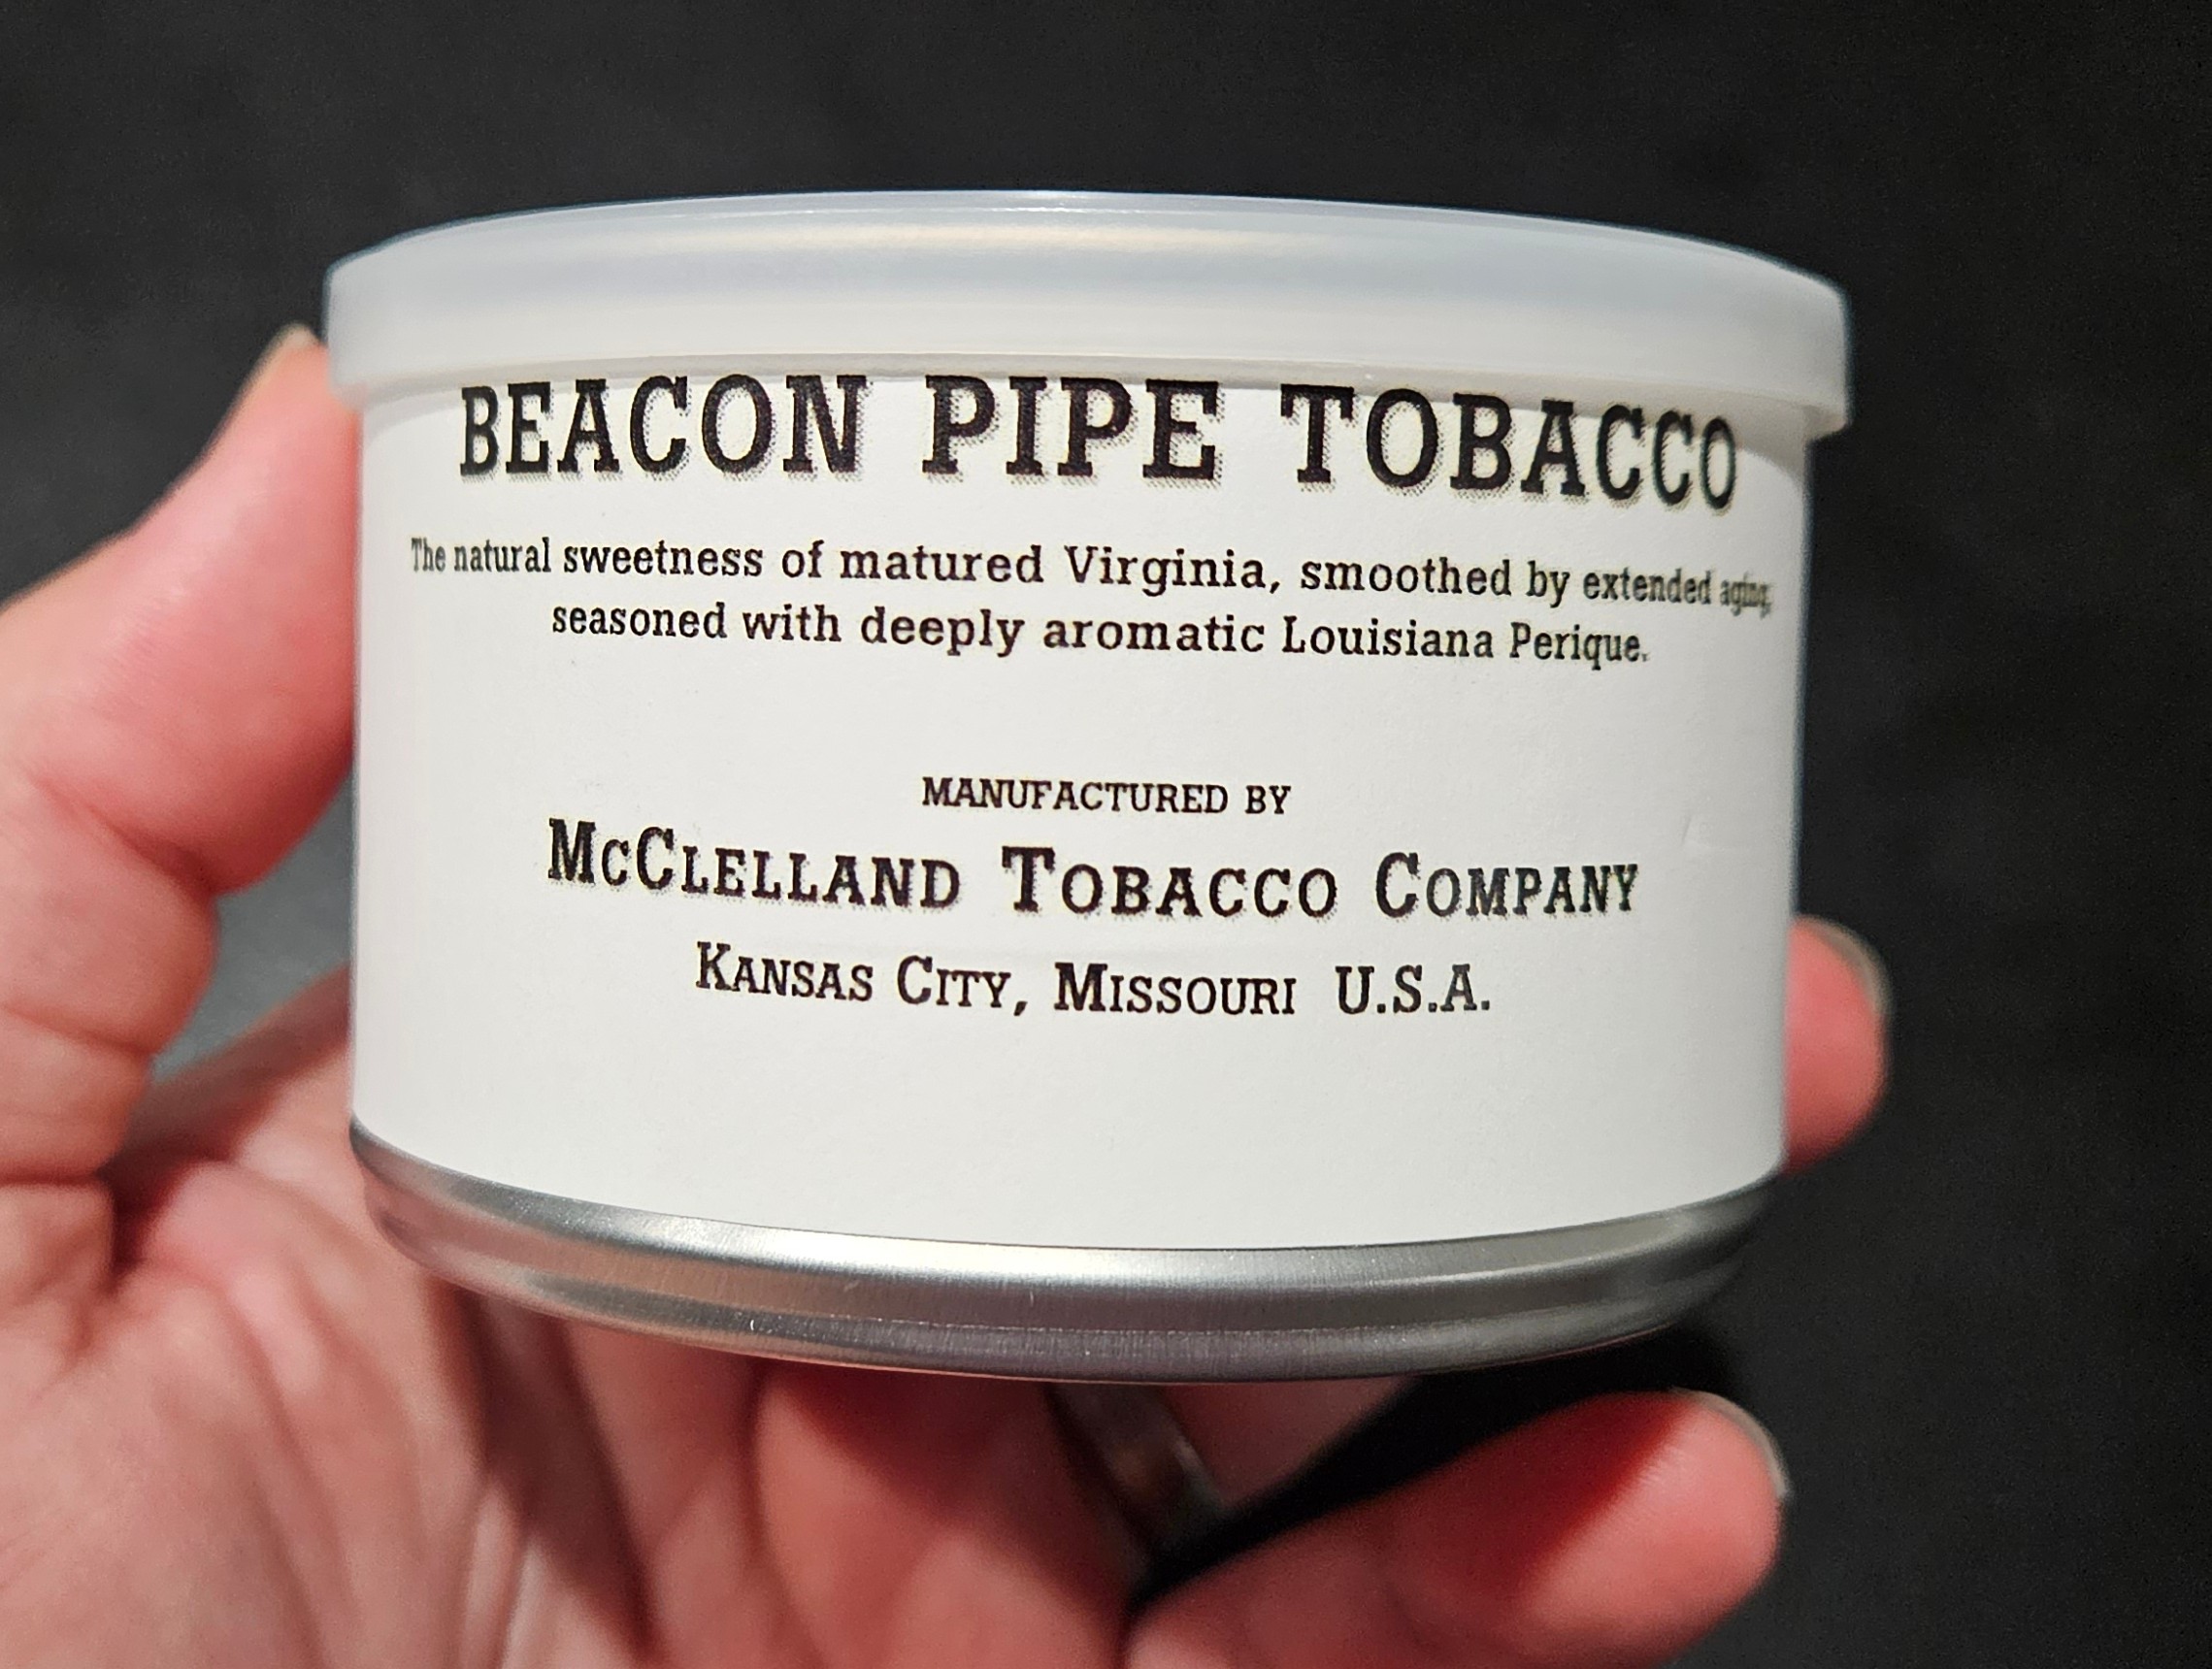 BEACON PIPE TOBACCO
The natural sweetness of matured Virginia, smoothed by extended aging,
seasoned with deeply aromatic Louisiana Perique.
MANUFACTURED BY
MCCLELLAND TOBACCO COMPANY
KANSAS CITY, MISSOURI U.S.A.